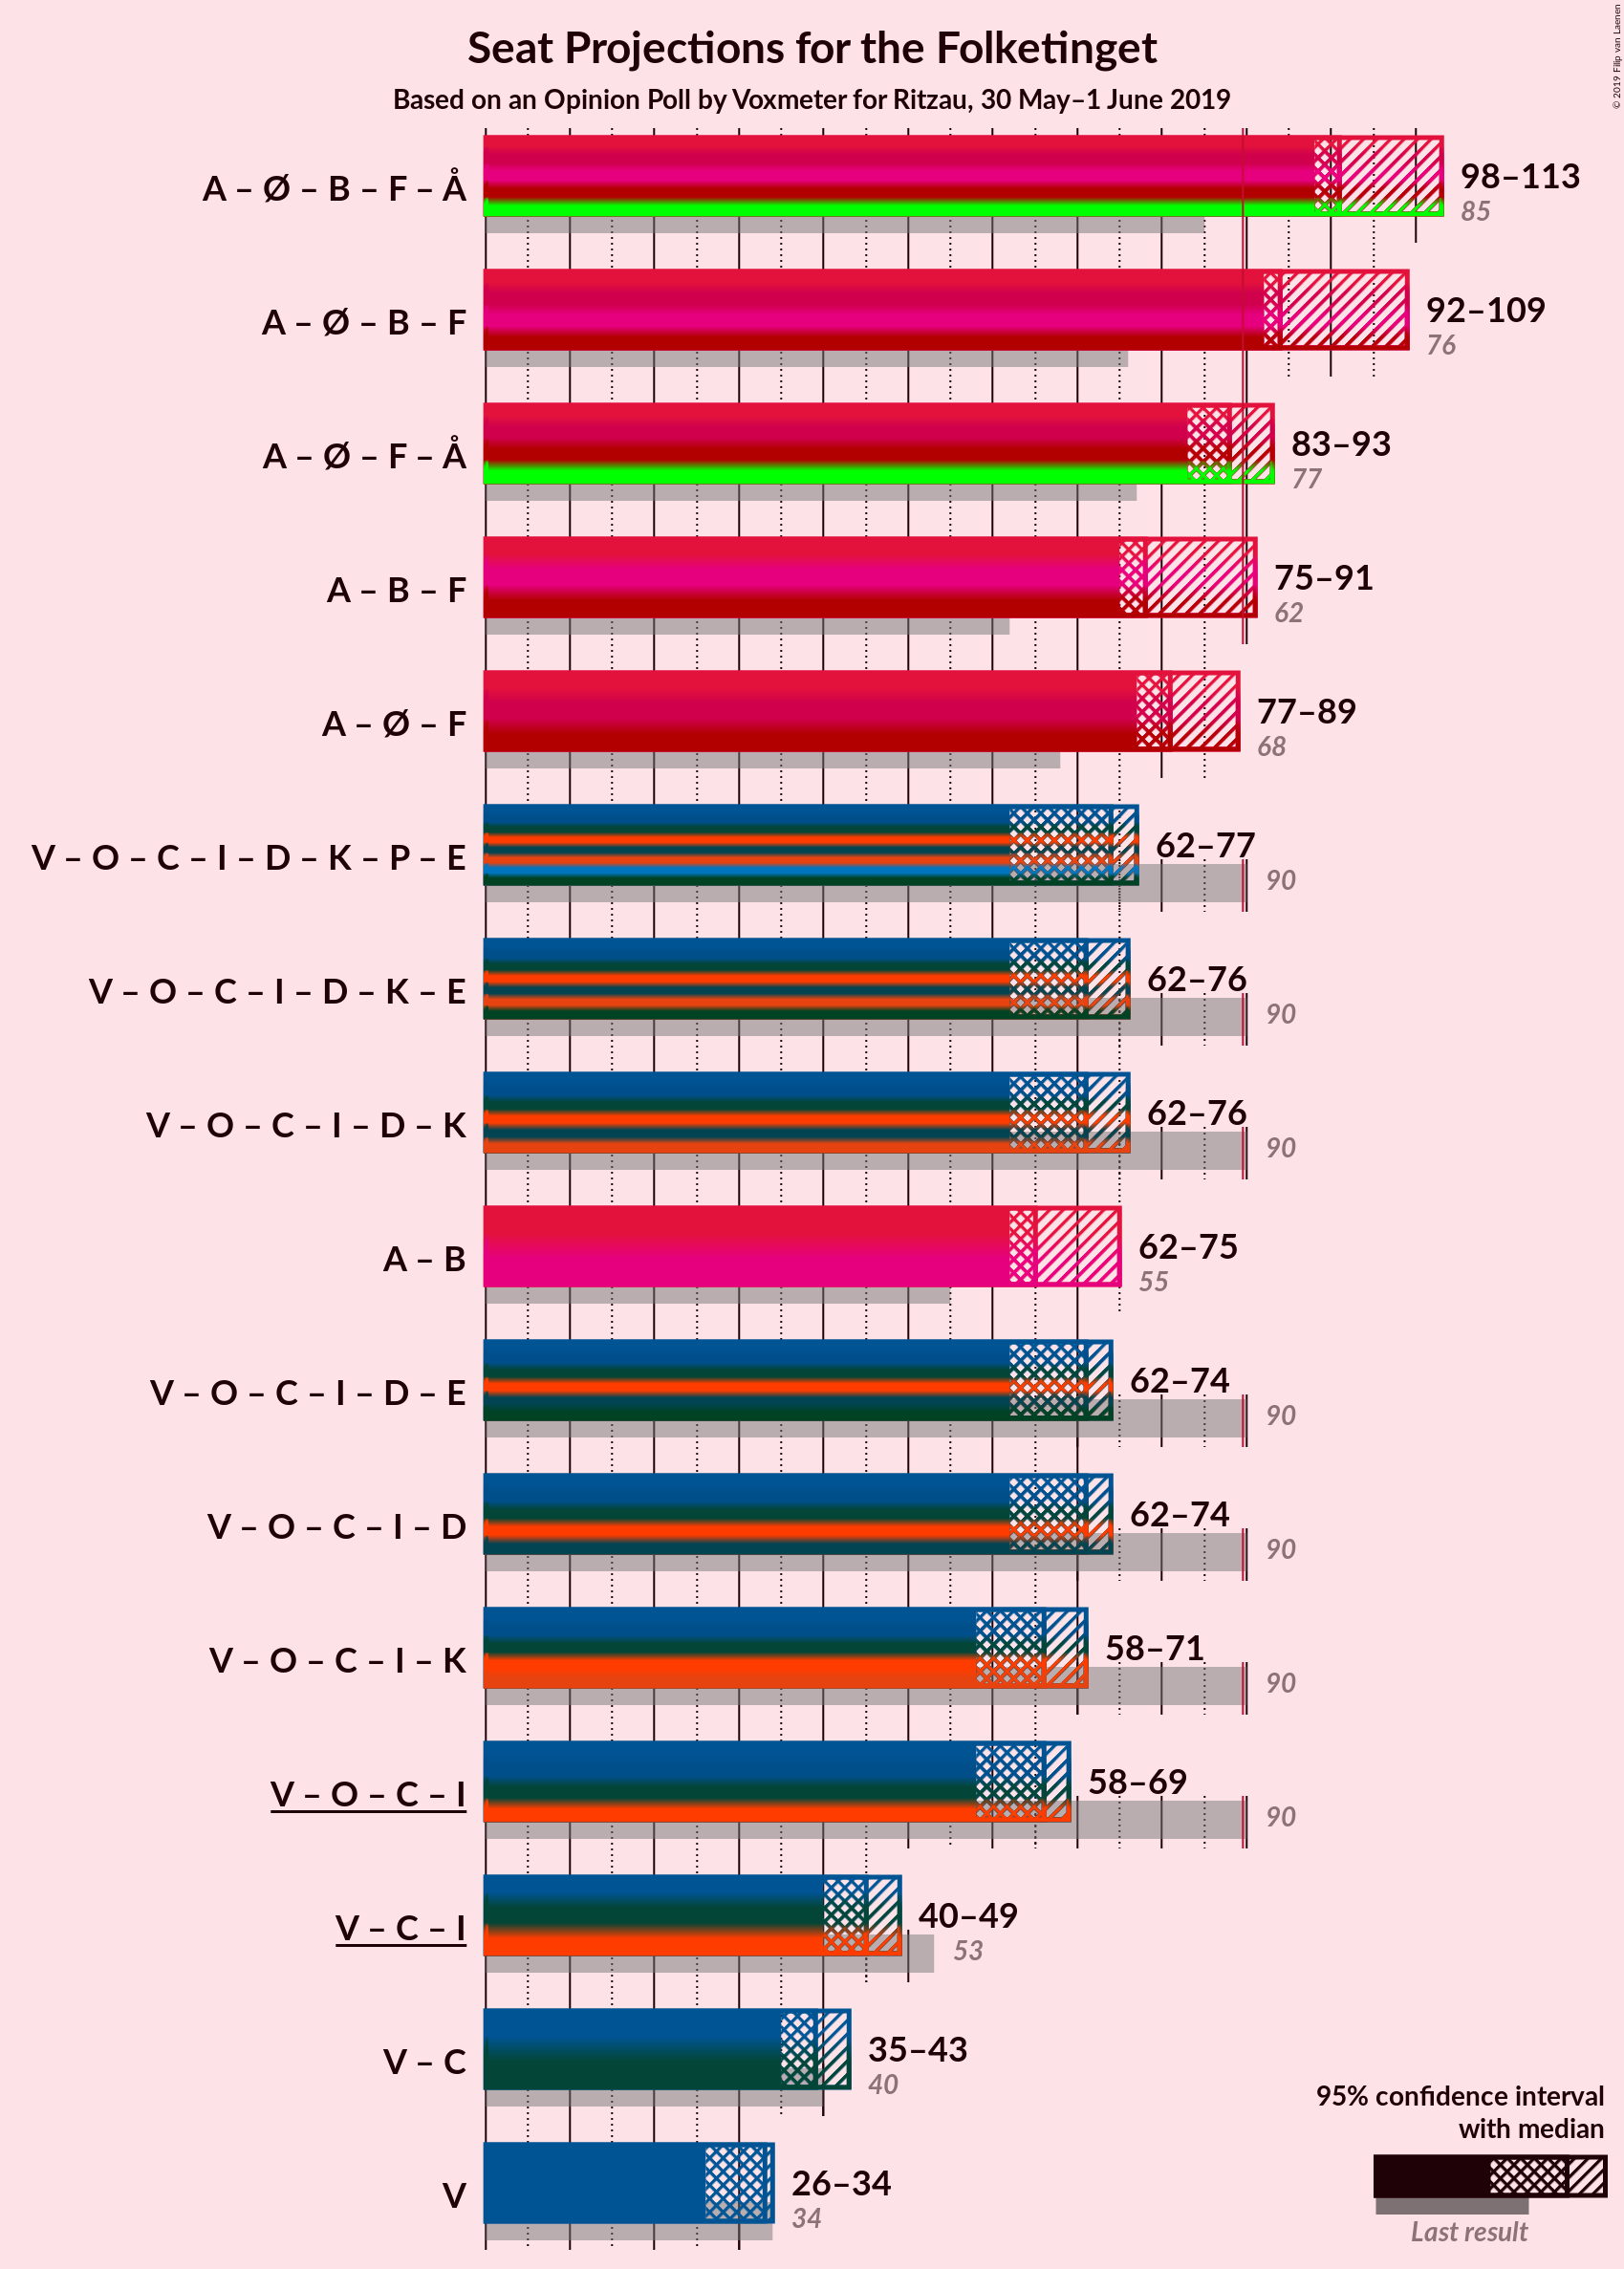 Seat Projections for the Folketinget
Based on an Opinion Poll by Voxmeter for Ritzau, 30 May–1 June 2019
© 2019 Filip van Laenen
A – Ø – B – F – Å
98–113
85
A – Ø – B – F
92–109
76
A – Ø – F – Å
83–93
77
A – B – F
75–91
62
A – Ø – F
77–89
68
V – O – C – I – D – K – P – E
62–77
90
V – O – C – I – D – K – E
62–76
90
V – O – C – I – D – K
62–76
90
A – B
62–75
55
V – O – C – I – D – E
62–74
90
V – O – C – I – D
62–74
90
V – O – C – I – K
58–71
90
V – O – C – I
58–69
90
V – C – I
40–49
53
V – C
35–43
40
V
26–34
34
95% confidence interval
with median
Last result